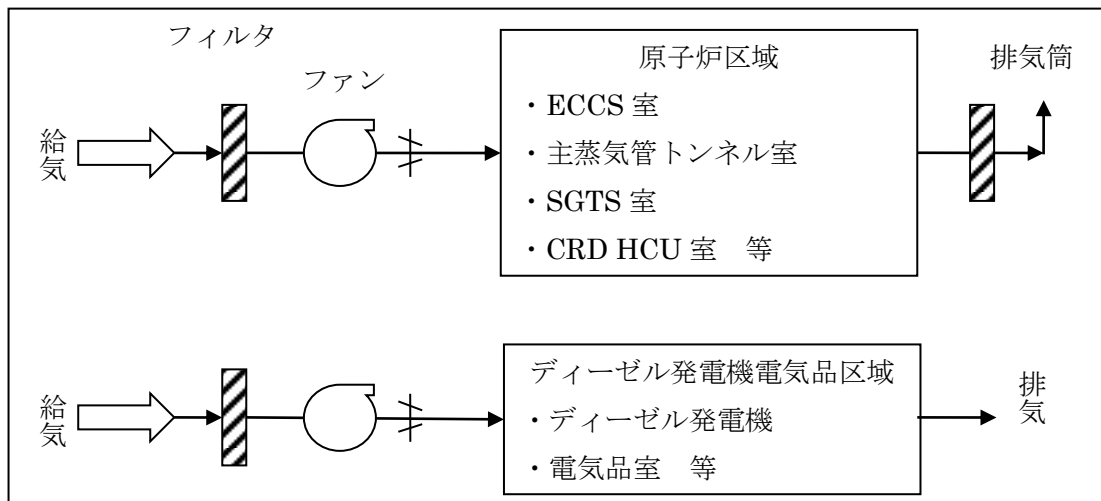 フィルタ
ファン
給気
原子炉区域
・ECCS 室
・主蒸気管トンネル室
・SGTS 室
・CRD HCU 室　等
排気筒
給気
ディーゼル発電機電気品区域
・ディーゼル発電機
・電気品室　等
排気